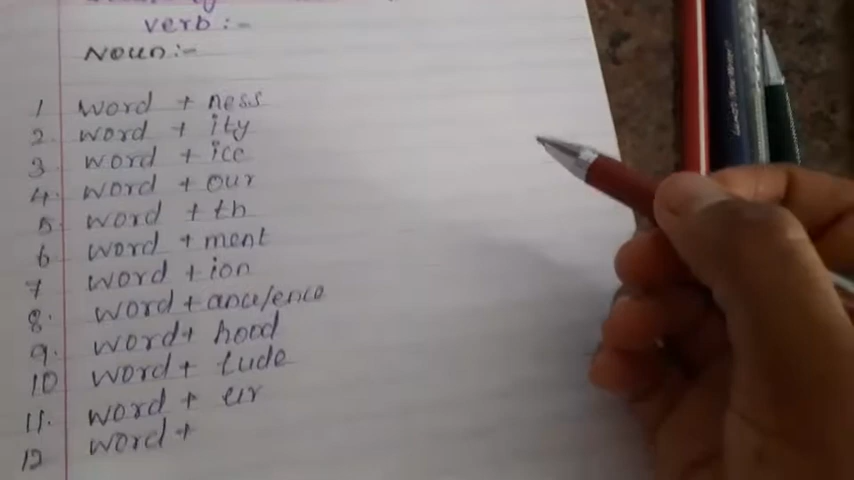 verb :-
Noun :-
1 word + ness
2. word + ity
3 word + ice
4. word + our
5. word + th
6 word + ment
7 word + ion
8. word + ance/ence
9. word + hood
10 word + tude
11. word + er
12 word +